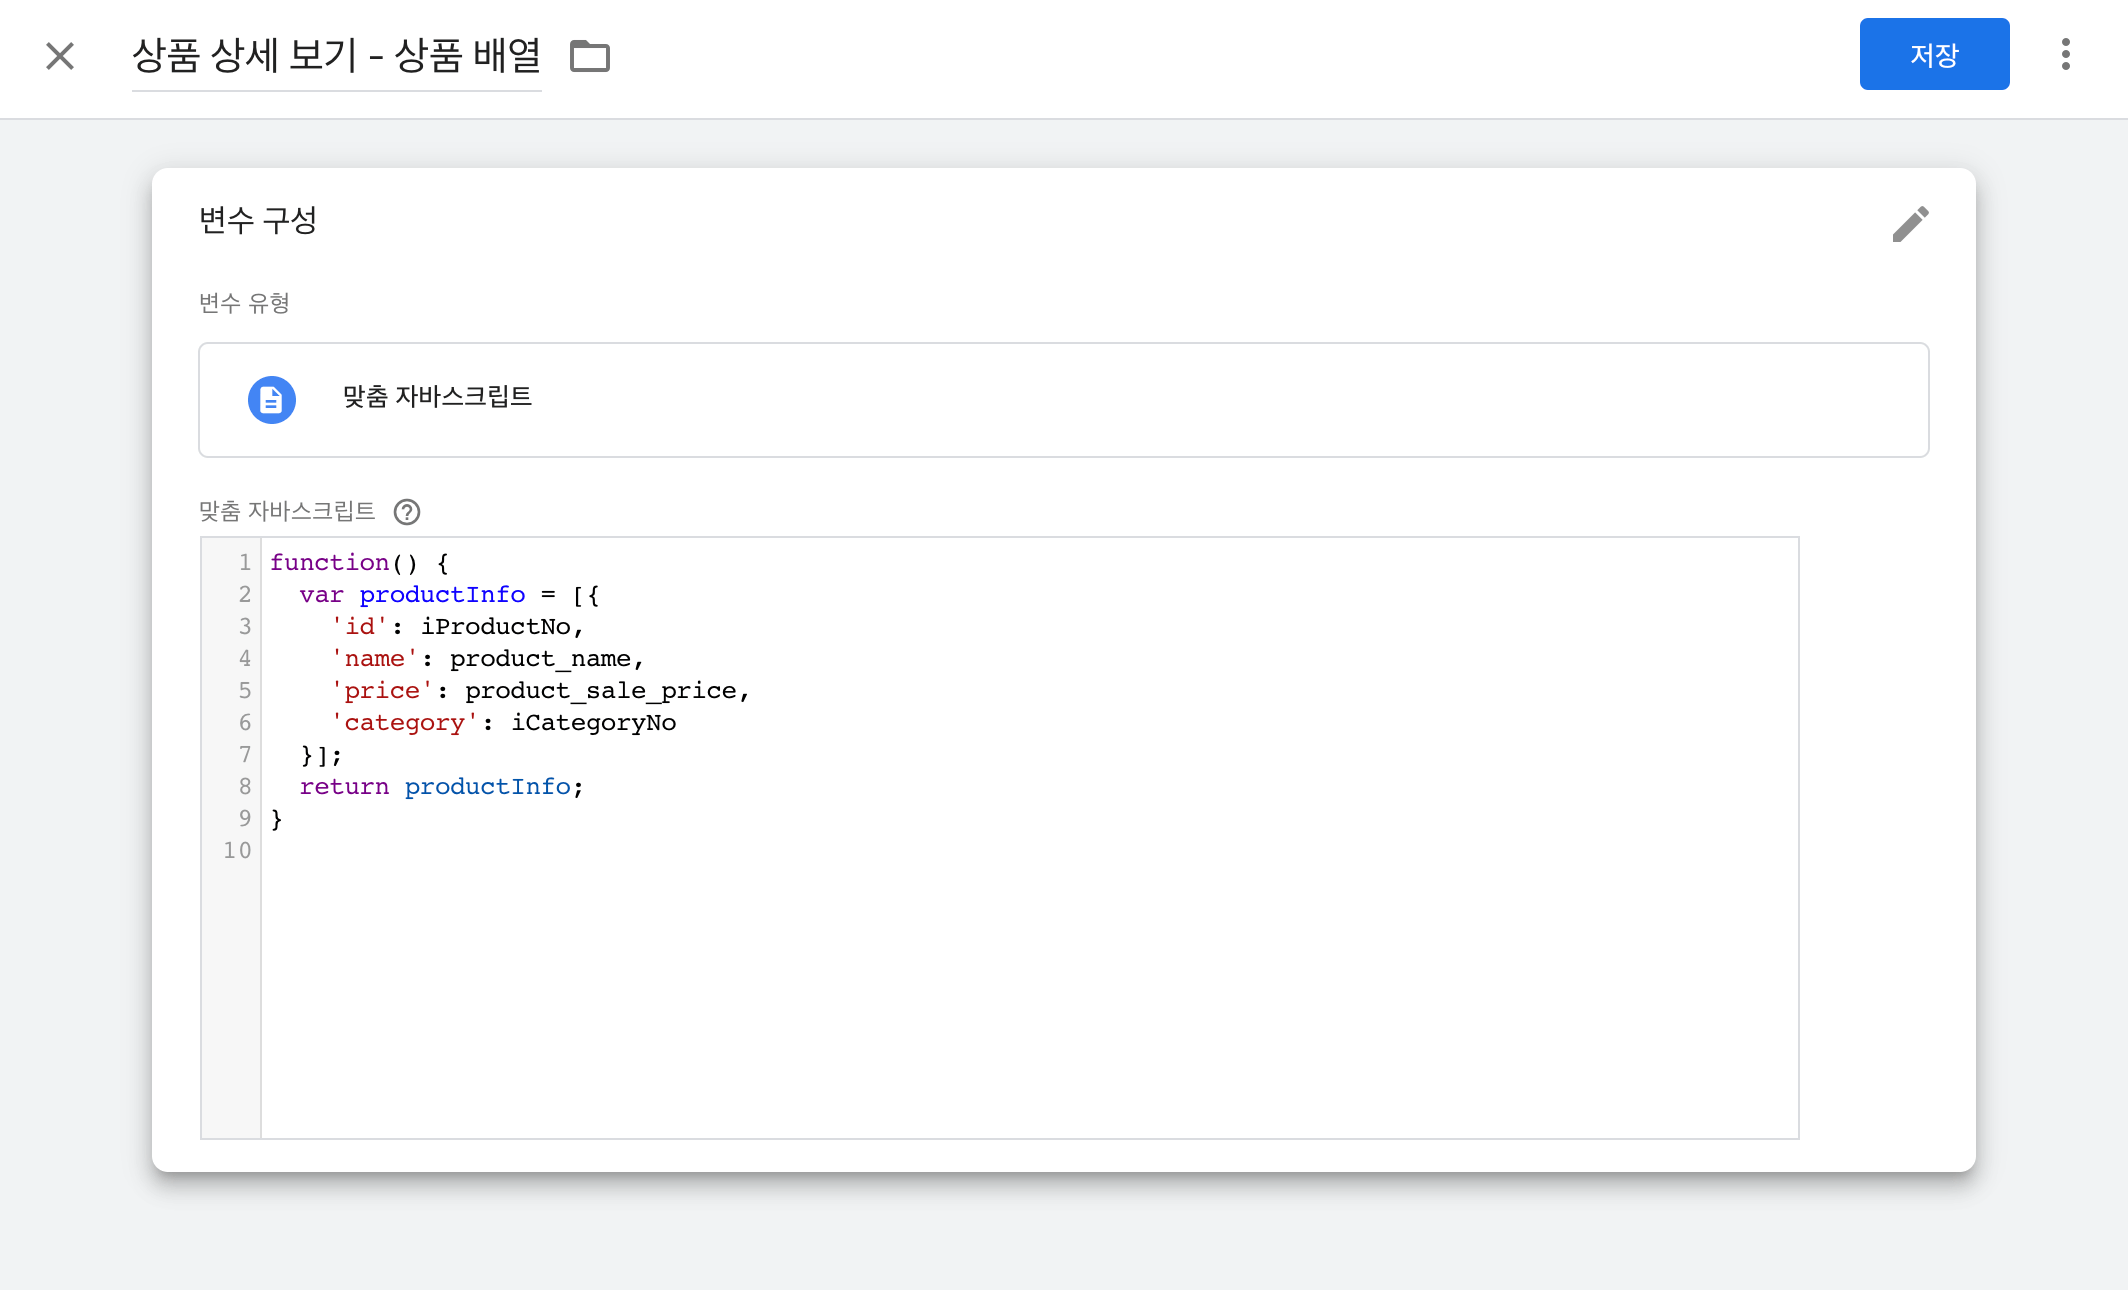 상품 상세 보기 - 상품 배열
저장
변수 구성
변수 유형
맞춤 자바스크립트
맞춤 자바스크립트 ?
1 function() {
2   var productInfo = [{
3     'id': iProductNo,
4     'name': product_name,
5     'price': product_sale_price,
6     'category': iCategoryNo
7   }];
8   return productInfo;
9 }
10